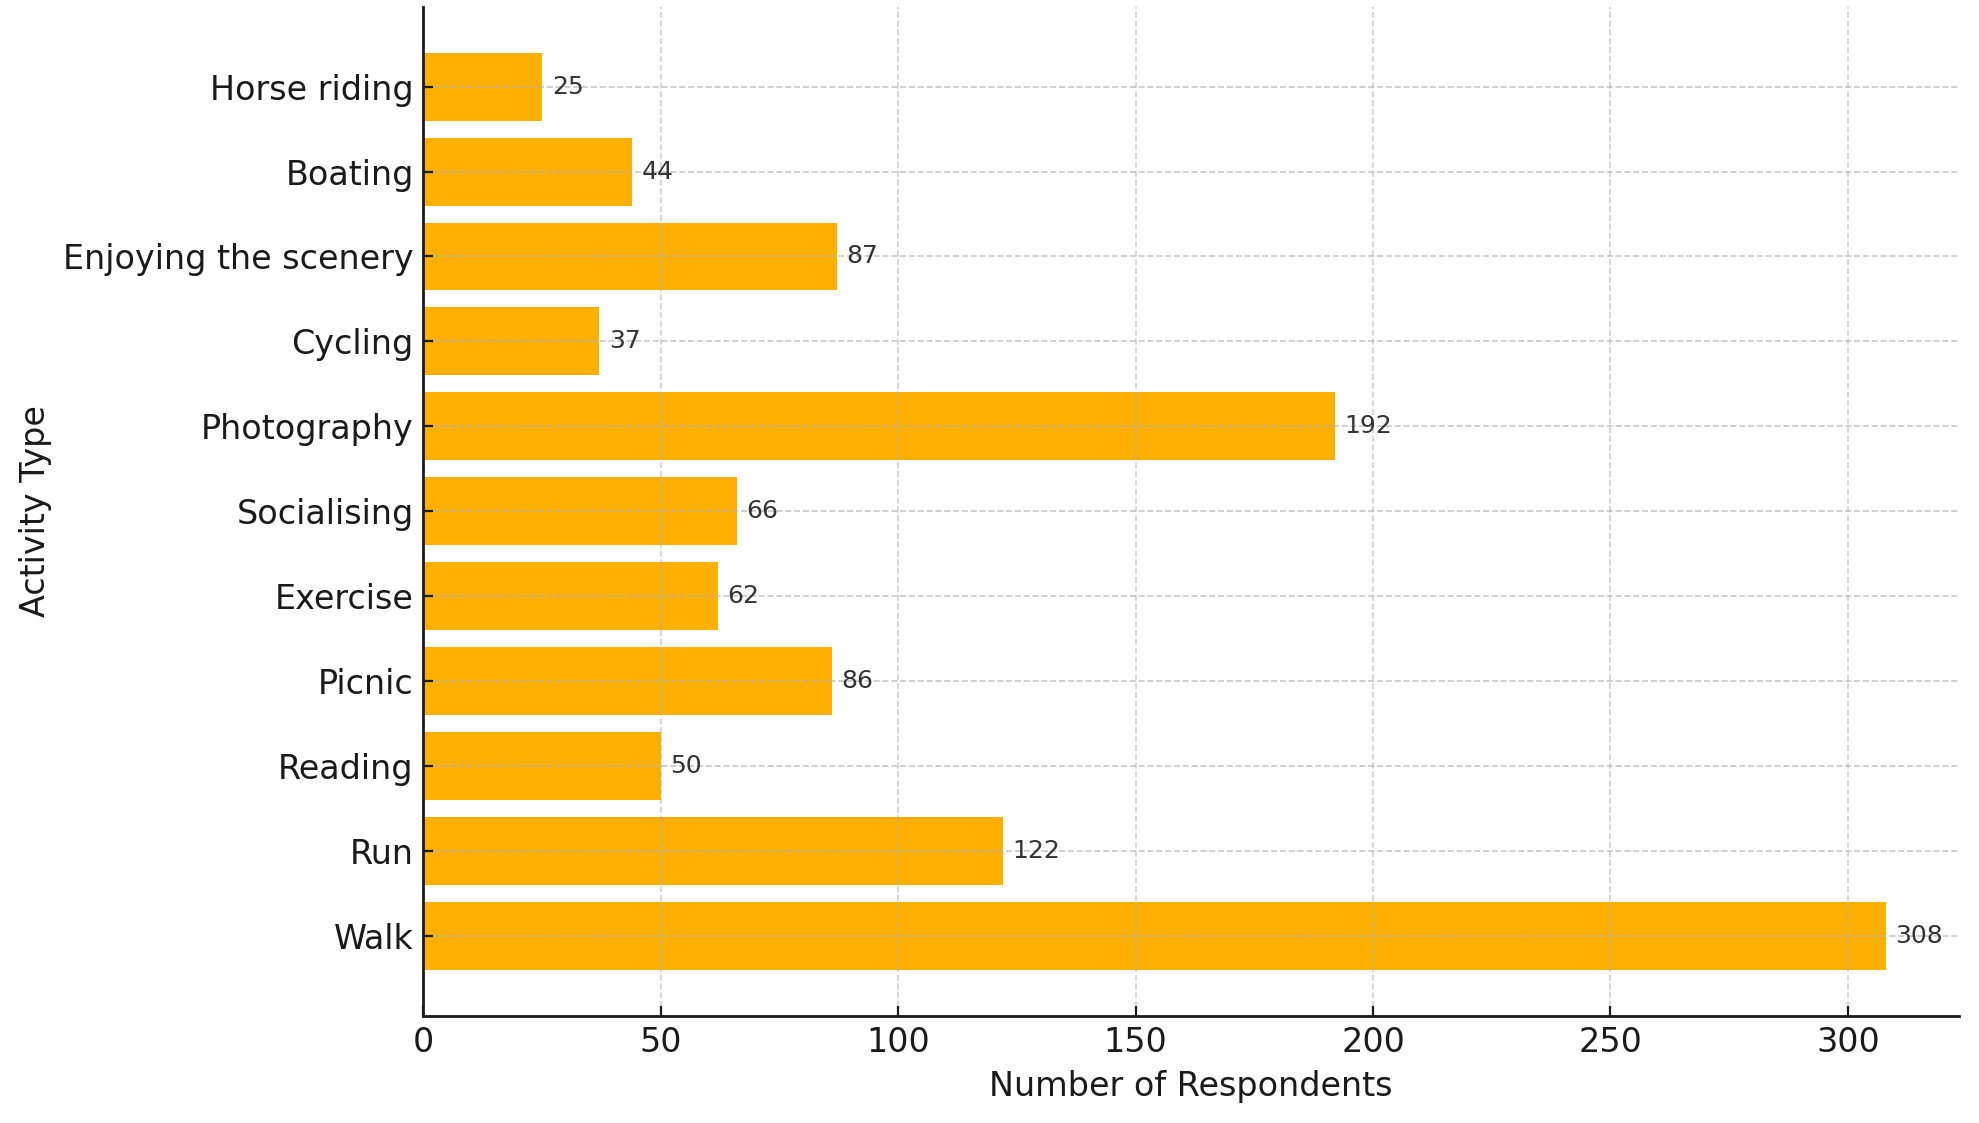 Horse riding 25
Boating 44
Enjoying the scenery 87
Cycling 37
Photography 192
Socialising 66
Exercise 62
Picnic 86
Reading 50
Run 122
Walk 308
Activity Type
0 50 100 150 200 250 300
Number of Respondents